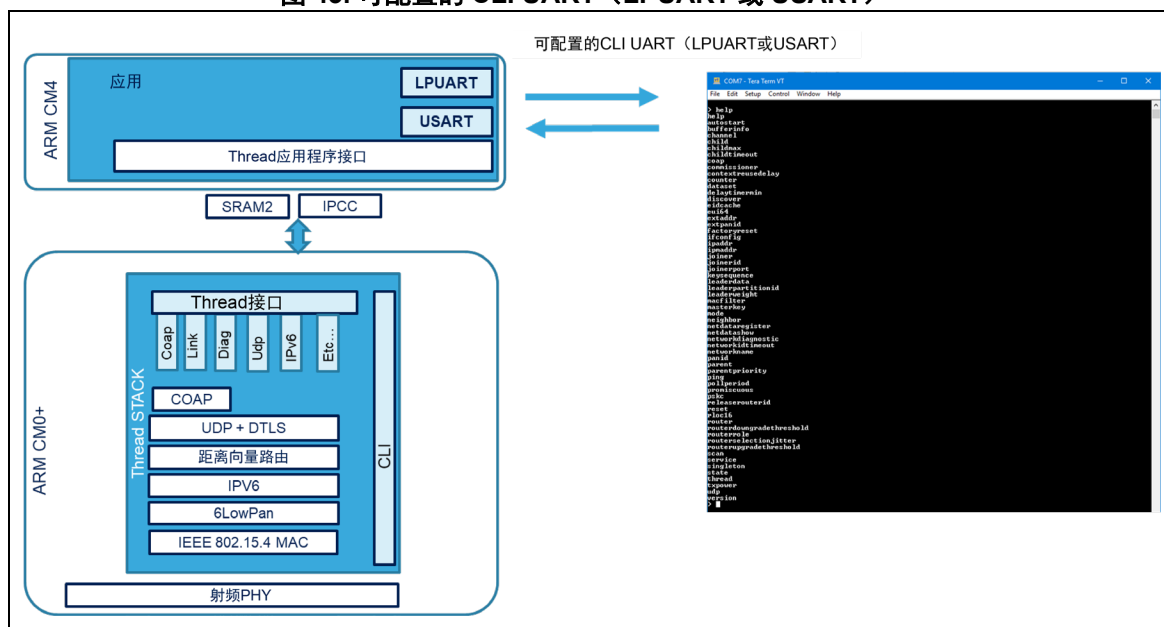 可配置的CLI UART（LPUART或USART）
ARM CM4
应用
LPUART
USART
Thread应用程序接口
SRAM2
IPCC
ARM CM0+
Thread STACK
Thread接口
Coap
Link
Diag
Udp
IPv6
Etc...
COAP
UDP + DTLS
距离向量路由
IPV6
6LowPan
IEEE 802.15.4 MAC
CLI
射频PHY
COM7 - Tera Term VT
File Edit Setup Control Window Help
> help
help
autostart
bufferinfo
channel
child
childmax
childtimeout
coap
commissioner
contextreusedelay
counter
dataset
delaytimermin
discover
eidcache
eui64
extaddr
extpanid
factoryreset
ifconfig
ipaddr
ipmaddr
joiner
joinerid
joinerport
keysequence
leaderdata
leaderpartitionid
leaderweight
macfilter
masterkey
mode
neighbor
netdataregister
netdatashow
networkdiagnostic
networkidtimeout
networkname
panid
parent
parentpriority
ping
pollperiod
promiscuous
pskc
releaserouterid
reset
rloc16
router
routerdowngradethreshold
routerrole
routerselectionjitter
routerupgradethreshold
scan
service
singleton
state
thread
txpower
udp
version
>